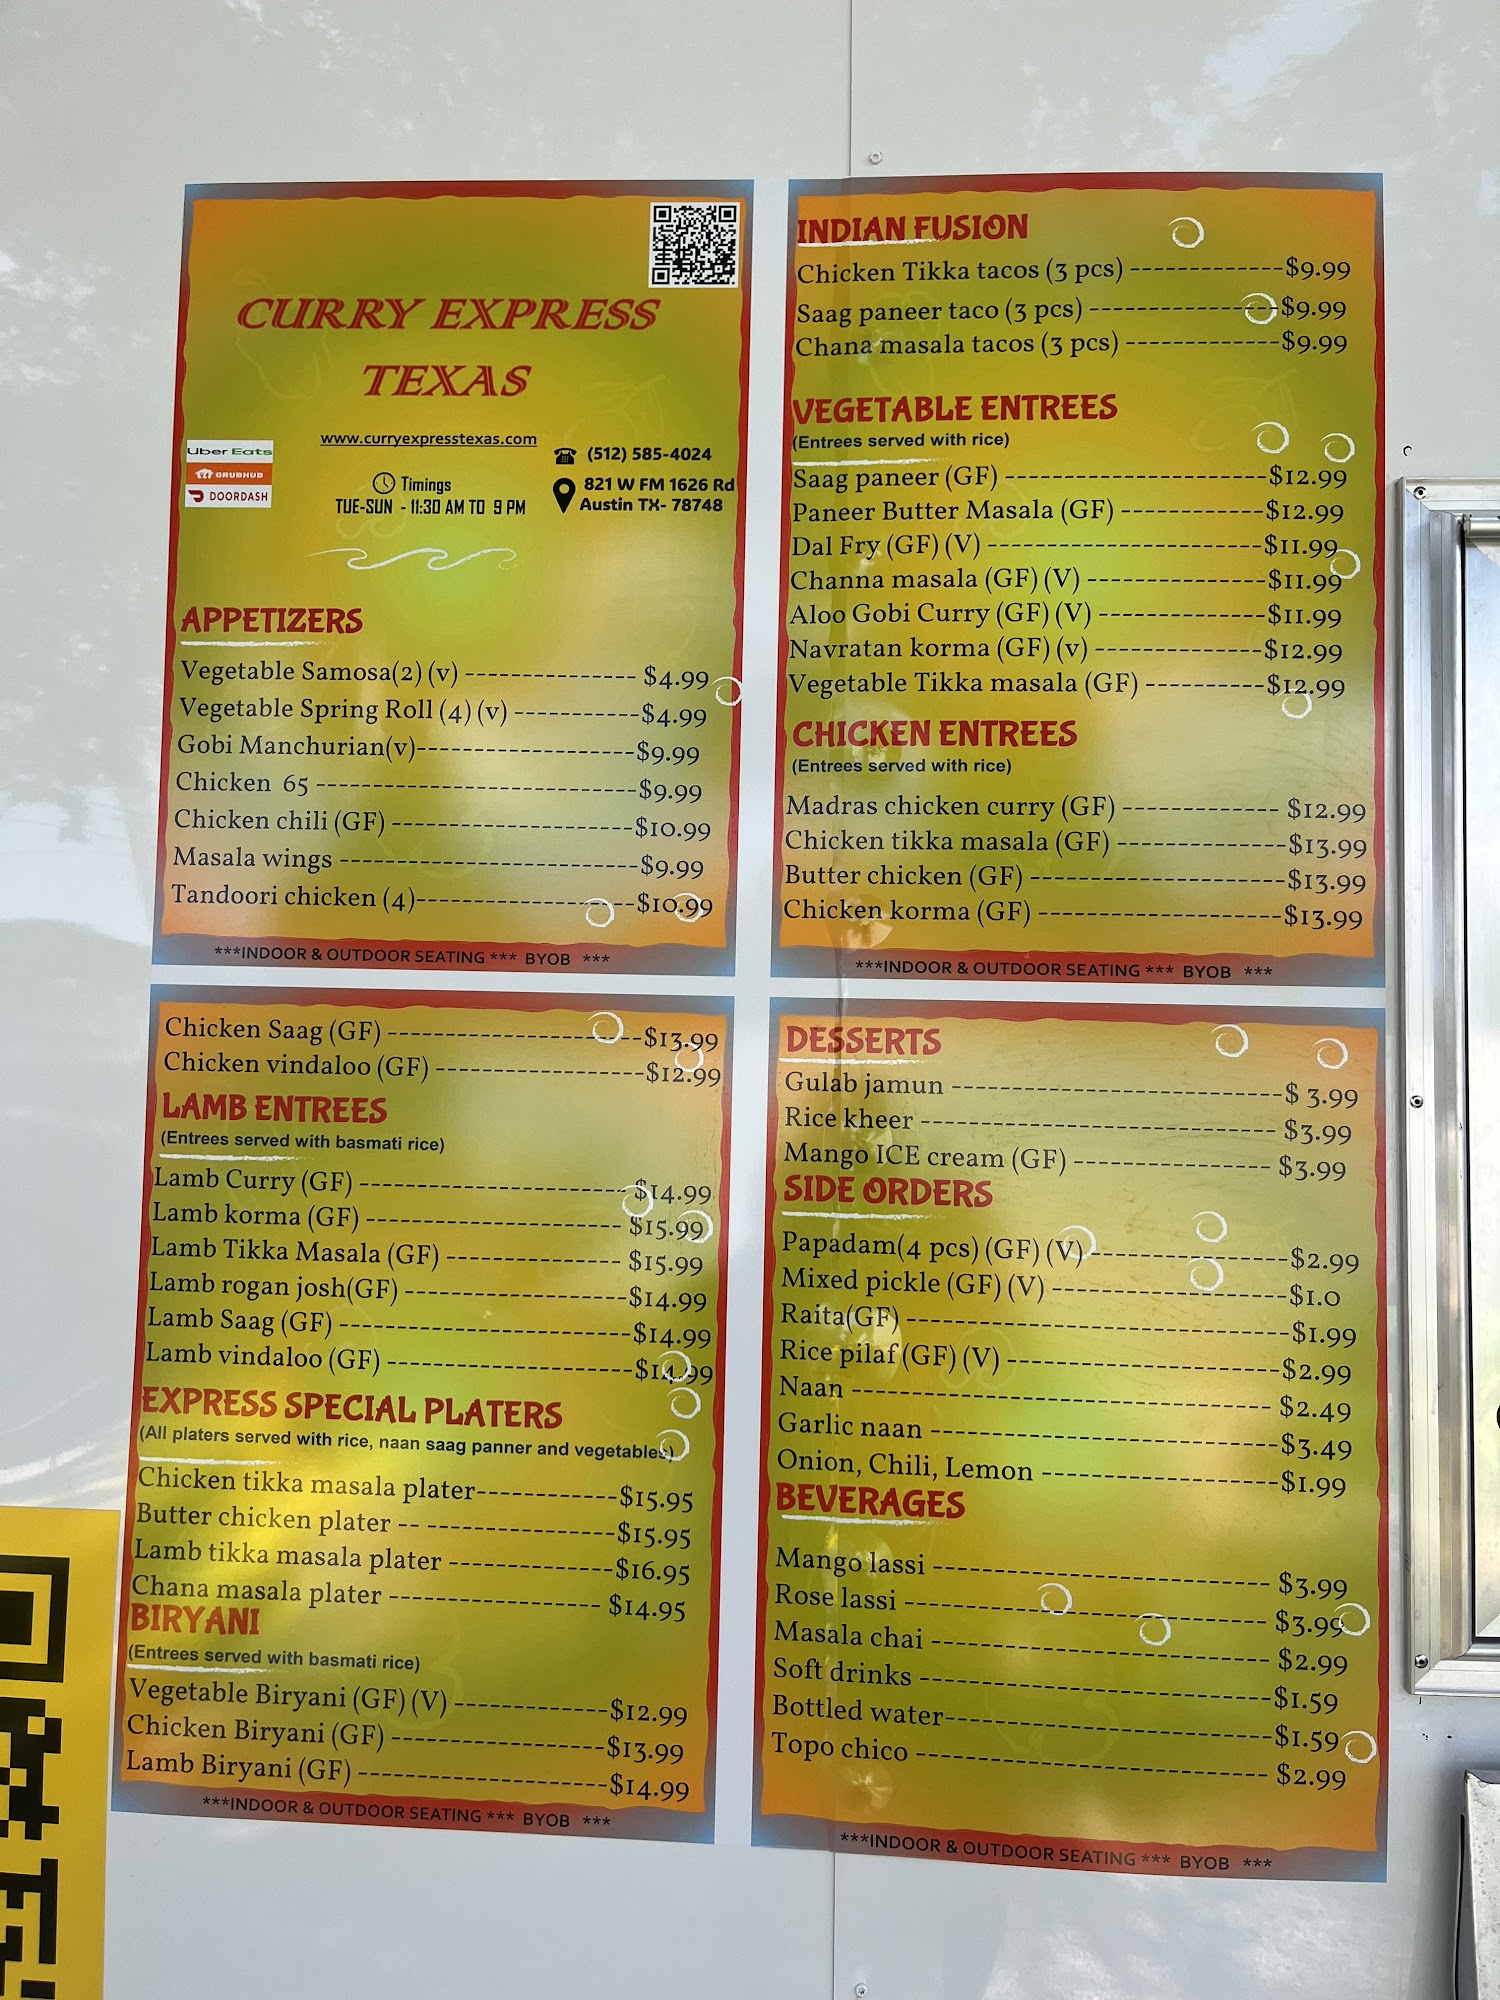 CURRY EXPRESS
TEXAS
www.curryexpresstexas.com
Uber Eats
GRUBHUB
DOORDASH
Timings
TUE-SUN - 11:30 AM TO 9 PM
(512) 585-4024
821 W FM 1626 Rd
Austin TX- 78748
APPETIZERS
Vegetable Samosa(2) (v) ---------------- $4.99
Vegetable Spring Roll (4) (v) ------------$4.99
Gobi Manchurian(v)---------------------$9.99
Chicken 65 -------------------------------$9.99
Chicken chili (GF) -----------------------$10.99
Masala wings -----------------------------$9.99
Tandoori chicken (4)---------------------$10.99
***INDOOR & OUTDOOR SEATING *** BYOB ***
INDIAN FUSION
Chicken Tikka tacos (3 pcs) -------------$9.99
Saag paneer taco (3 pcs) -----------------$9.99
Chana masala tacos (3 pcs) -------------$9.99
VEGETABLE ENTREES
(Entrees served with rice)
Saag paneer (GF) ----------------------$12.99
Paneer Butter Masala (GF) ------------$12.99
Dal Fry (GF) (V) -----------------------$11.99
Channa masala (GF) (V) ---------------$11.99
Aloo Gobi Curry (GF) (V) --------------$11.99
Navratan korma (GF) (v) --------------$12.99
Vegetable Tikka masala (GF) ----------$12.99
CHICKEN ENTREES
(Entrees served with rice)
Madras chicken curry (GF) ------------- $12.99
Chicken tikka masala (GF) --------------$13.99
Butter chicken (GF) ---------------------$13.99
Chicken korma (GF) --------------------$13.99
***INDOOR & OUTDOOR SEATING *** BYOB ***
Chicken Saag (GF) ----------------------$13.99
Chicken vindaloo (GF) ------------------$12.99
LAMB ENTREES
(Entrees served with basmati rice)
Lamb Curry (GF) ----------------------- $14.99
Lamb korma (GF) ---------------------- $15.99
Lamb Tikka Masala (GF) --------------- $15.99
Lamb rogan josh(GF) -------------------$14.99
Lamb Saag (GF) -------------------------$14.99
Lamb vindaloo (GF) ---------------------$14.99
EXPRESS SPECIAL PLATERS
(All platers served with rice, naan saag panner and vegetables)
Chicken tikka masala plater------------$15.95
Butter chicken plater -- ----------------$15.95
Lamb tikka masala plater --------------$16.95
Chana masala plater ------------------ $14.95
BIRYANI
(Entrees served with basmati rice)
Vegetable Biryani (GF) (V) -------------$12.99
Chicken Biryani (GF) -------------------$13.99
Lamb Biryani (GF) ----------------------$14.99
***INDOOR & OUTDOOR SEATING *** BYOB ***
DESSERTS
Gulab jamun -----------------------------$ 3.99
Rice kheer ------------------------------- $3.99
Mango ICE cream (GF) ----------------- $3.99
SIDE ORDERS
Papadam(4 pcs) (GF) (V) -----------------$2.99
Mixed pickle (GF) (V) --------------------$1.0
Raita(GF) ---------------------------------$1.99
Rice pilaf (GF) (V) -----------------------$2.99
Naan ------------------------------------ $2.49
Garlic naan ------------------------------$3.49
Onion, Chili, Lemon --------------------$1.99
BEVERAGES
Mango lassi ----------------------------- $3.99
Rose lassi ------------------------------- $3.99
Masala chai ----------------------------- $2.99
Soft drinks ------------------------------$1.59
Bottled water----------------------------$1.59
Topo chico ------------------------------ $2.99
***INDOOR & OUTDOOR SEATING *** BYOB ***